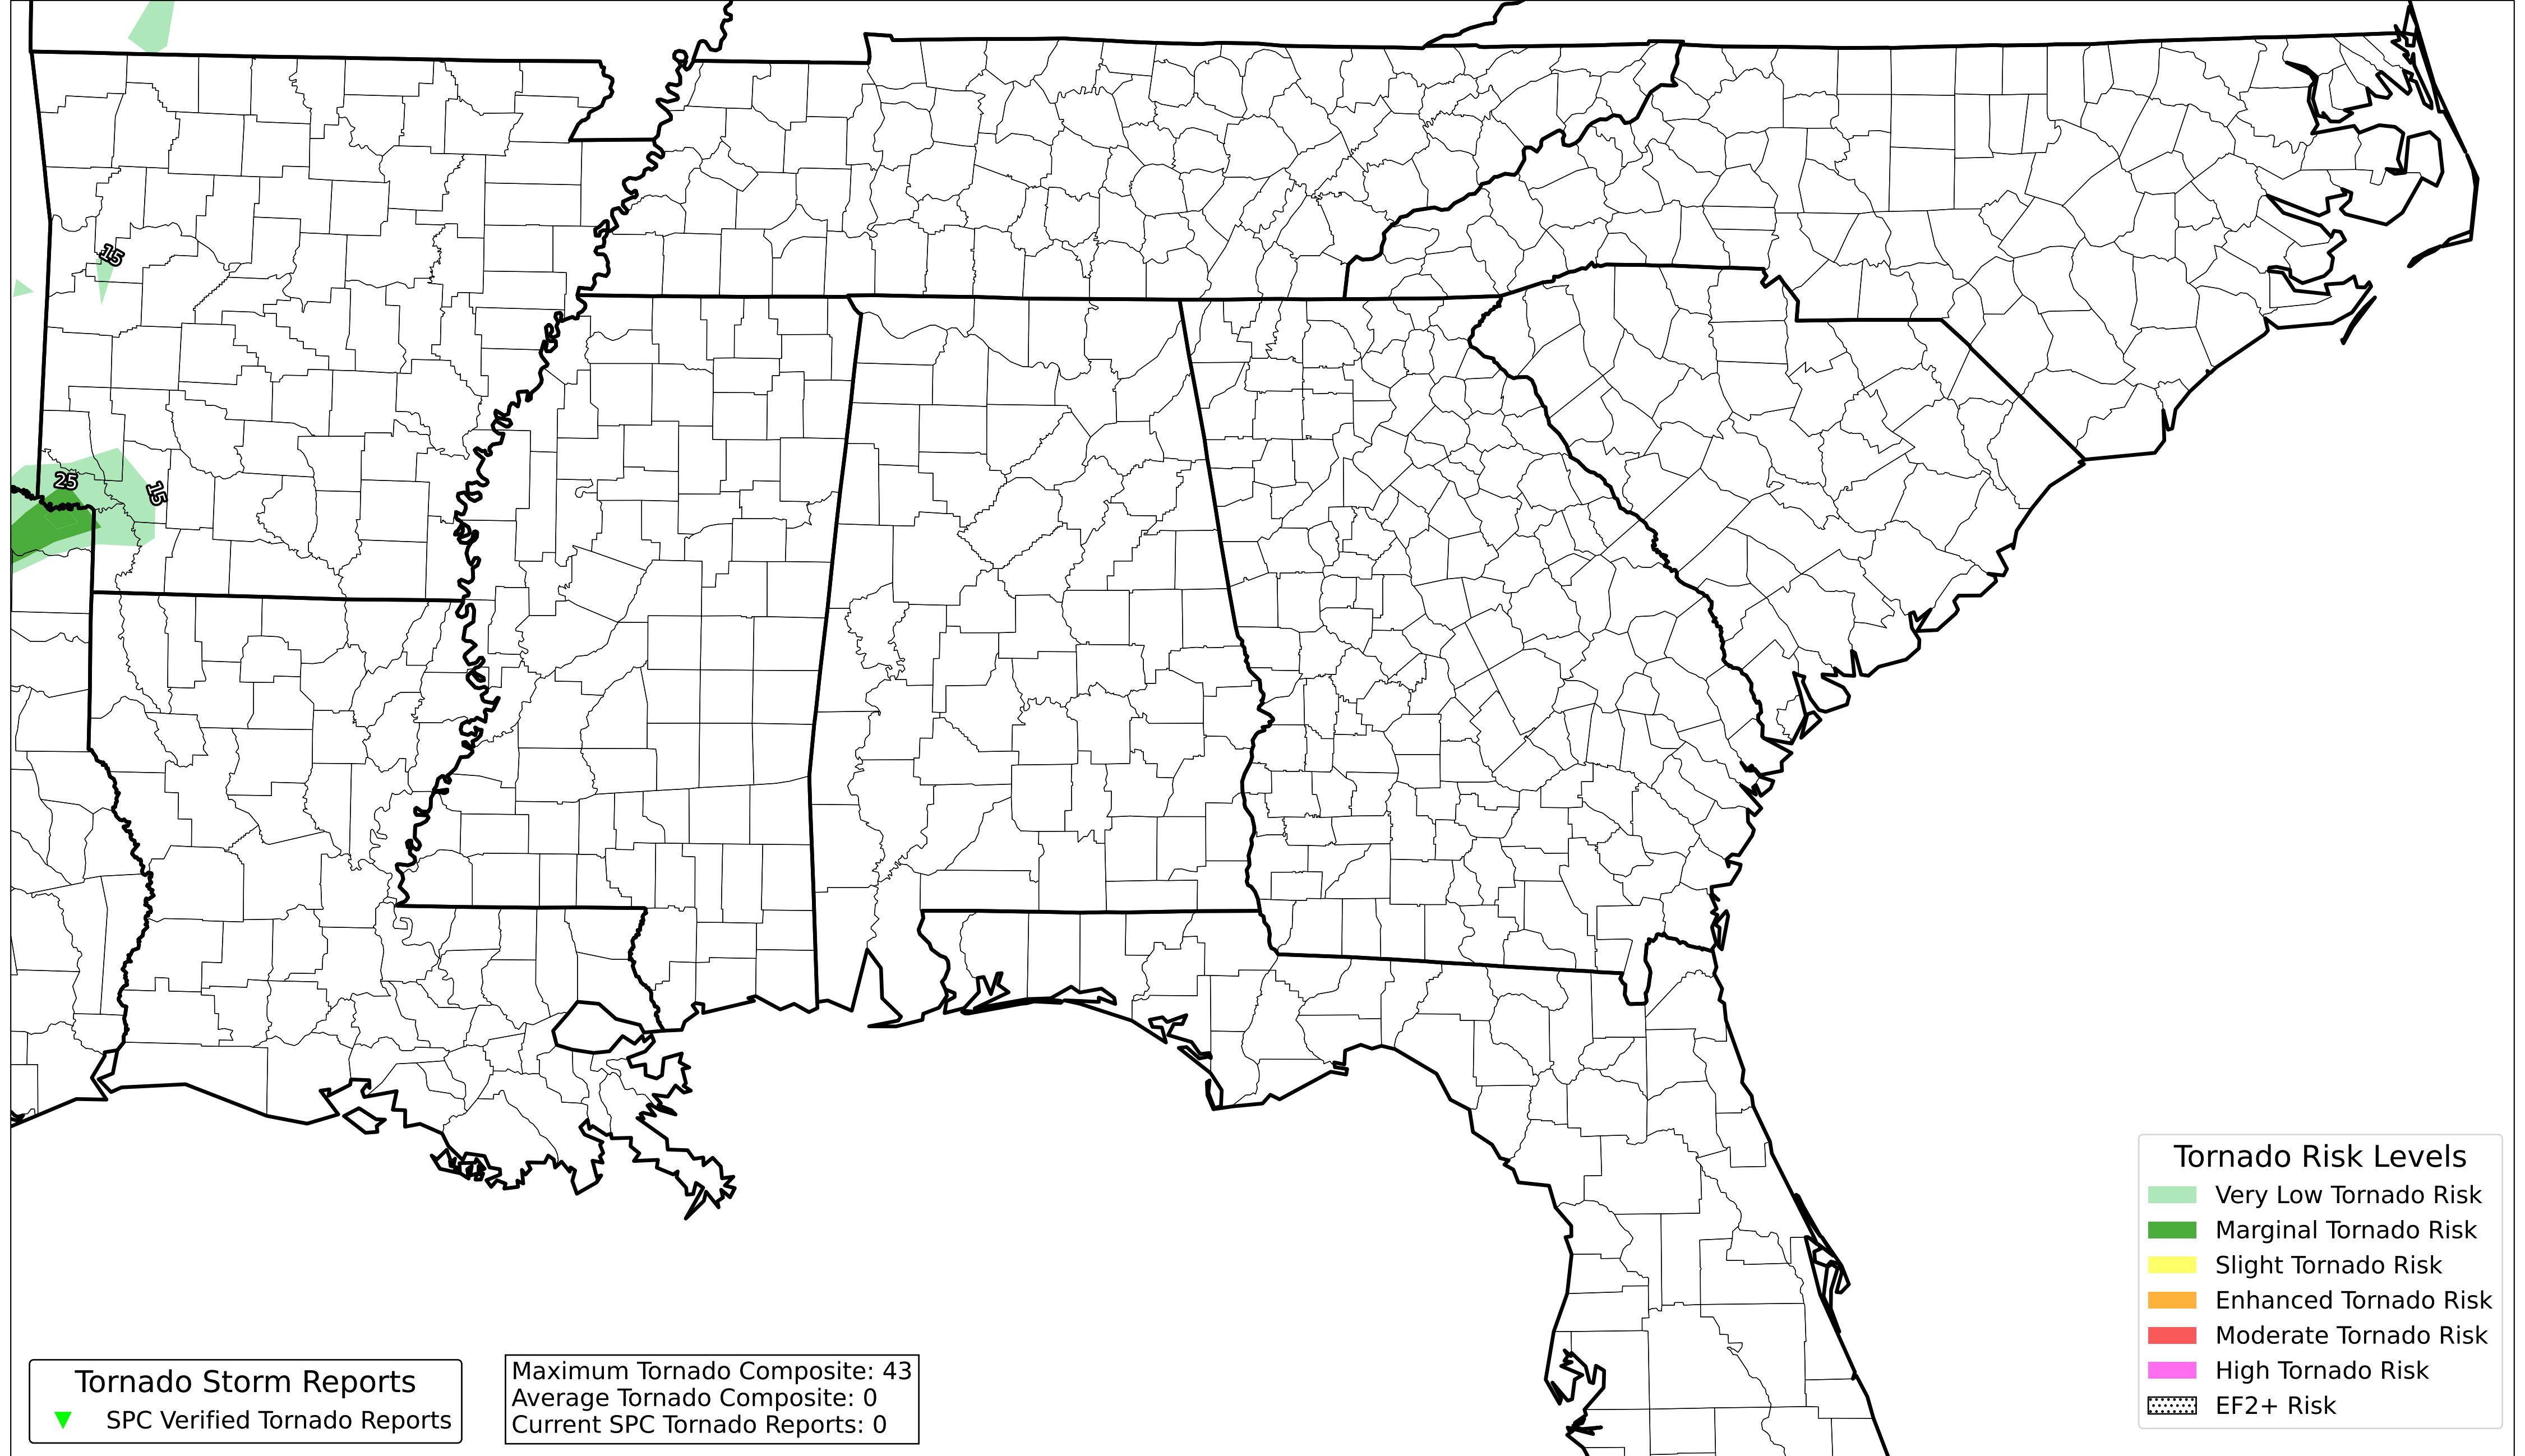 15
25
15
Tornado Risk Levels
Very Low Tornado Risk
Marginal Tornado Risk
Slight Tornado Risk
Enhanced Tornado Risk
Moderate Tornado Risk
High Tornado Risk
EF2+ Risk
Tornado Storm Reports
SPC Verified Tornado Reports
Maximum Tornado Composite: 43
Average Tornado Composite: 0
Current SPC Tornado Reports: 0